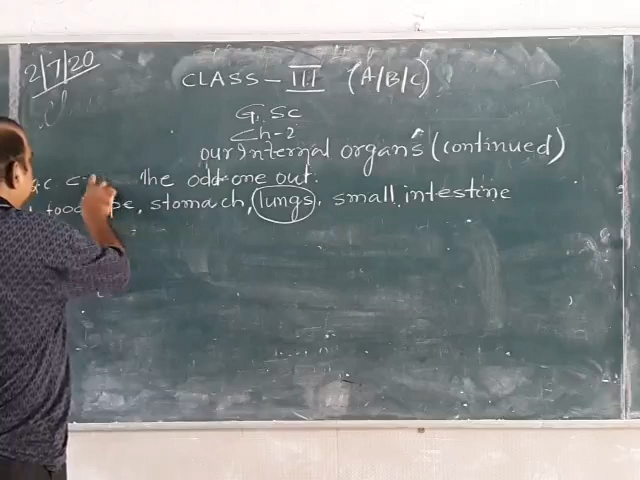 2/7/20
CLASS - III (A/B/C)
G. SC
Ch-2
our Internal organs (continued)
C. The odd one out.
stomach, lungs, small intestine